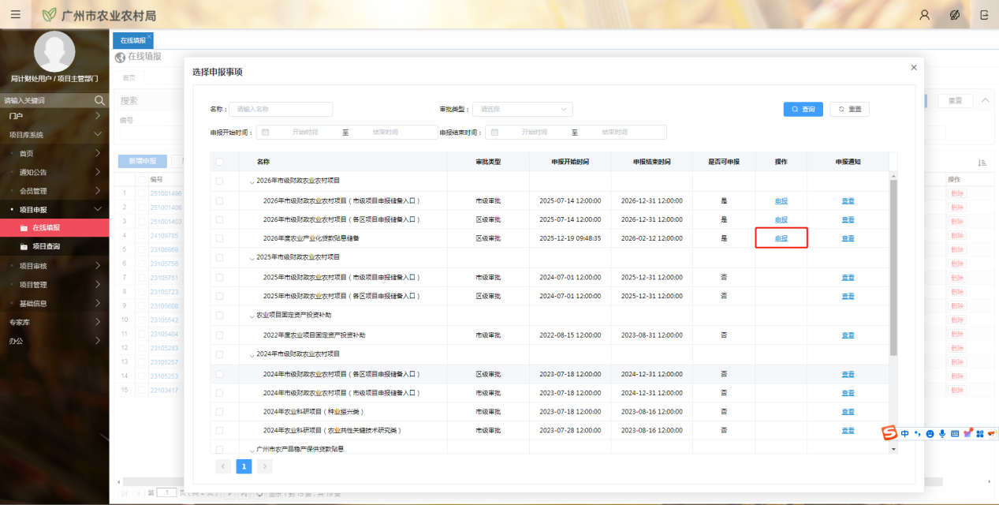 广州市农业农村局
在线填报
局计财处用户 / 项目主管部门
在线填报
选择申报事项
首页
请输入关键词
搜索
重置
名称：
请输入名称
审批类型：
请选择
查询
重置
门户
编号
项目库系统
申报开始时间：
开始时间
至
结束时间
申报结束时间：
开始时间
至
结束时间
首页
新增申报
名称
审批类型
申报开始时间
申报结束时间
是否可申报
操作
申报通知
通知公告
编号
操作
2026年市级财政农业农村项目
会员管理
1
251001496
删除
2026年市级财政农业农村项目（市级项目申报储备入口）
市级审批
2025-07-14 12:00:00
2026-12-31 12:00:00
是
申报
查看
项目申报
2
251001408
删除
2026年市级财政农业农村项目（各区项目申报储备入口）
区级审批
2025-07-14 12:00:00
2026-12-31 12:00:00
是
申报
查看
在线填报
3
251001403
删除
2026年度农业产业化贷款贴息储备
区级审批
2025-12-19 09:48:35
2026-02-12 12:00:00
是
申报
查看
项目查询
4
24109785
删除
2025年市级财政农业农村项目
5
23106868
删除
项目审核
6
23105756
删除
2025年市级财政农业农村项目（市级项目申报储备入口）
市级审批
2024-07-01 12:00:00
2025-12-31 12:00:00
否
查看
项目管理
7
23105751
删除
2025年市级财政农业农村项目（各区项目申报储备入口）
区级审批
2024-07-01 12:00:00
2025-12-31 12:00:00
否
查看
基础信息
8
23105723
删除
农业项目固定资产投资补助
9
23105608
删除
专家库
10
23105542
删除
2022年度农业项目固定资产投资补助
市级审批
2022-08-15 12:00:00
2023-08-31 12:00:00
否
查看
办公
11
23105404
删除
2024年市级财政农业农村项目
12
23105283
删除
13
23105257
删除
2024年市级财政农业农村项目（各区项目申报储备入口）
区级审批
2023-07-18 12:00:00
2024-12-31 12:00:00
否
查看
14
23105253
删除
2024年市级财政农业农村项目（市级项目申报储备入口）
市级审批
2023-07-18 12:00:00
2024-12-31 12:00:00
否
查看
15
22103417
删除
2024年农业科研项目（种业振兴类）
市级审批
2023-07-18 12:00:00
2023-08-16 12:00:00
否
查看
2024年农业科研项目（农业共性关键技术研究类）
市级审批
2023-07-28 12:00:00
2023-08-16 12:00:00
否
查看
中
广州市农产品稳产保供贷款贴息
1
第
1